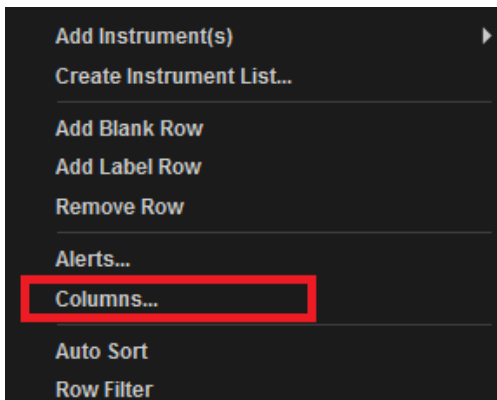 Add Instrument(s)
Create Instrument List...
Add Blank Row
Add Label Row
Remove Row
Alerts...
Columns...
Auto Sort
Row Filter